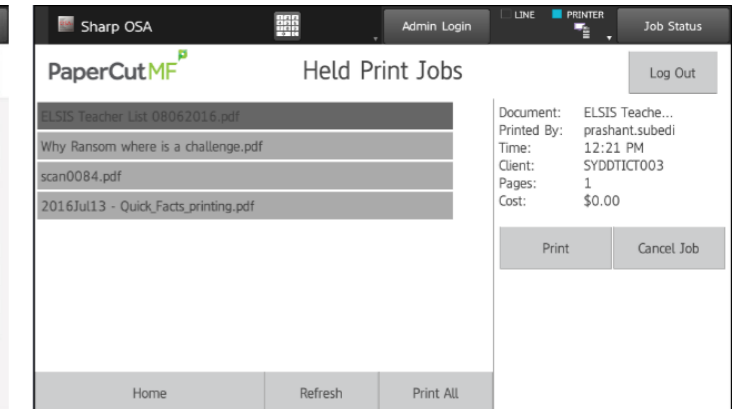 Sharp OSA
Admin Login
LINE
PRINTER
Job Status
PaperCut MF
Held Print Jobs
Log Out
ELSIS Teacher List 08062016.pdf
Why Ransom where is a challenge.pdf
scan0084.pdf
2016Jul13 - Quick_Facts_printing.pdf
Document: ELSIS Teache...
Printed By: prashant.subedi
Time: 12:21 PM
Client: SYDDTICT003
Pages: 1
Cost: $0.00
Print
Cancel Job
Home
Refresh
Print All